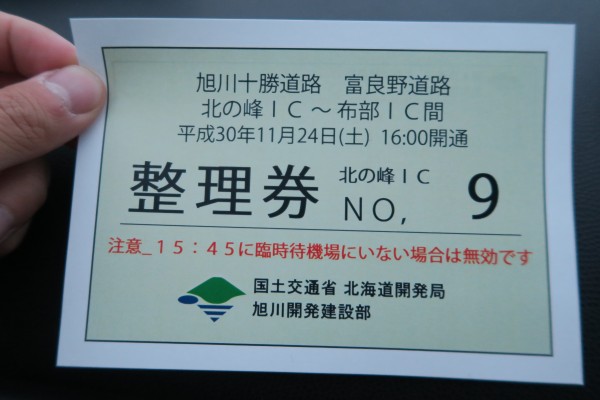 旭川十勝道路　富良野道路
北の峰ＩＣ～布部ＩＣ間
平成30年11月24日(土) 16:00開通
整理券 北の峰ＩＣ NO, 9
注意_１５：４５に臨時待機場にいない場合は無効です
国土交通省 北海道開発局
旭川開発建設部